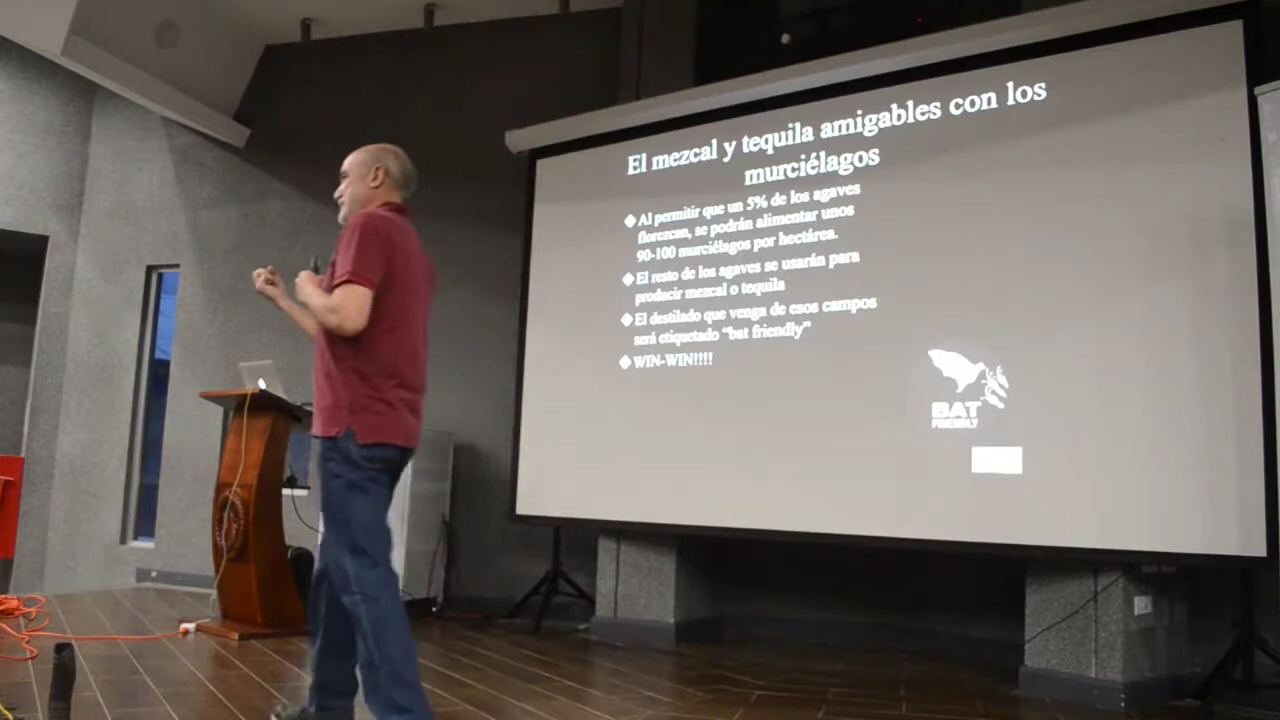 El mezcal y tequila amigables con los
murciélagos
Al permitir que un 5% de los agaves
florezcan, se podrán alimentar unos
90-100 murciélagos por hectárea.
El resto de los agaves se usarán para
producir mezcal o tequila
El destilado que venga de esos campos
será etiquetado “bat friendly”
WIN-WIN!!!!
BAT
FRIENDLY